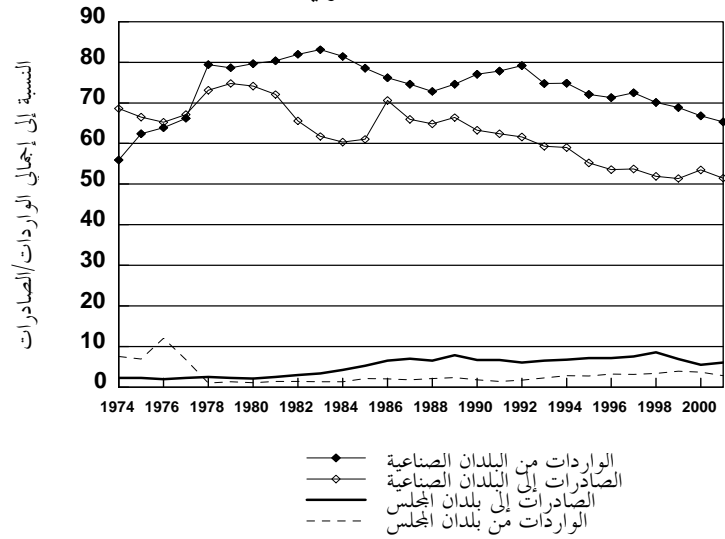 النسبة إلى إجمالي الواردات/الصادرات
90
80
70
60
50
40
30
20
10
0
1974 1976 1978 1980 1982 1984 1986 1988 1990 1992 1994 1996 1998 2000
الواردات من البلدان الصناعية
الصادرات إلى البلدان الصناعية
الصادرات إلى بلدان المجلس
الواردات من بلدان المجلس